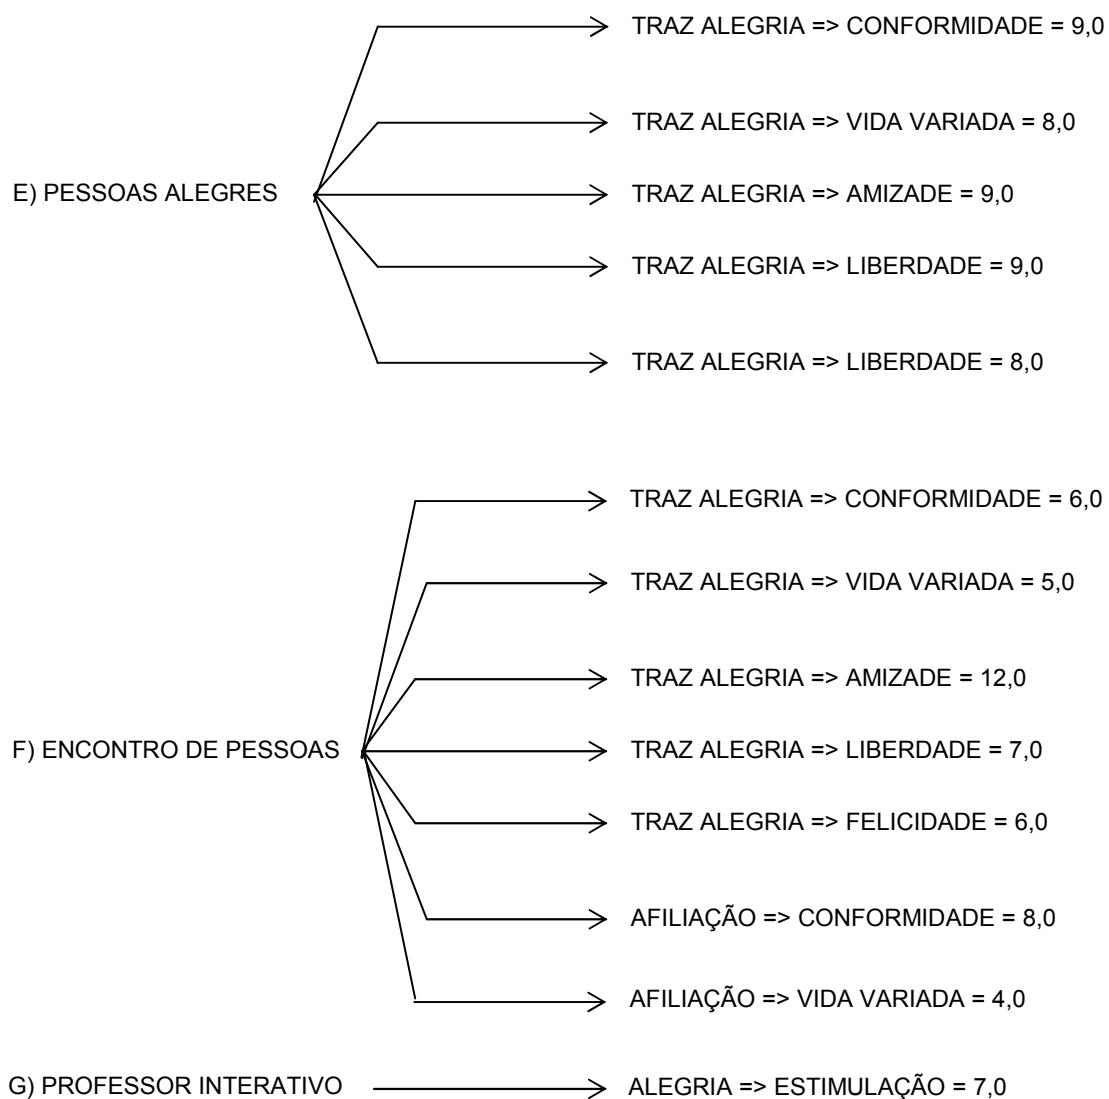 TRAZ ALEGRIA => CONFORMIDADE = 9,0
TRAZ ALEGRIA => VIDA VARIADA = 8,0
E) PESSOAS ALEGRES
TRAZ ALEGRIA => AMIZADE = 9,0
TRAZ ALEGRIA => LIBERDADE = 9,0
TRAZ ALEGRIA => LIBERDADE = 8,0
TRAZ ALEGRIA => CONFORMIDADE = 6,0
TRAZ ALEGRIA => VIDA VARIADA = 5,0
TRAZ ALEGRIA => AMIZADE = 12,0
F) ENCONTRO DE PESSOAS
TRAZ ALEGRIA => LIBERDADE = 7,0
TRAZ ALEGRIA => FELICIDADE = 6,0
AFILIAÇÃO => CONFORMIDADE = 8,0
AFILIAÇÃO => VIDA VARIADA = 4,0
G) PROFESSOR INTERATIVO
ALEGRIA => ESTIMULAÇÃO = 7,0